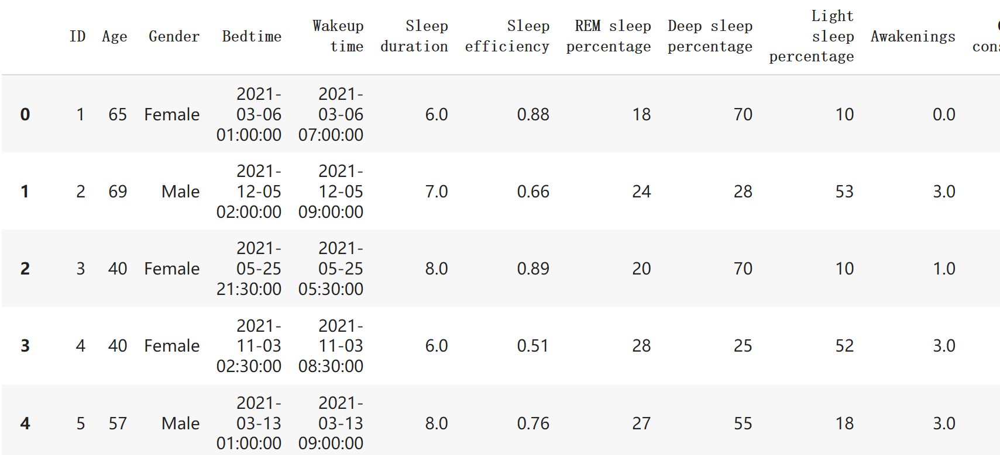 ID Age Gender Bedtime Wakeup time Sleep duration Sleep efficiency REM sleep percentage Deep sleep percentage Light sleep percentage Awakenings
0 1 65 Female 2021-03-06 01:00:00 2021-03-06 07:00:00 6.0 0.88 18 70 10 0.0
1 2 69 Male 2021-12-05 02:00:00 2021-12-05 09:00:00 7.0 0.66 24 28 53 3.0
2 3 40 Female 2021-05-25 21:30:00 2021-05-25 05:30:00 8.0 0.89 20 70 10 1.0
3 4 40 Female 2021-11-03 02:30:00 2021-11-03 08:30:00 6.0 0.51 28 25 52 3.0
4 5 57 Male 2021-03-13 01:00:00 2021-03-13 09:00:00 8.0 0.76 27 55 18 3.0